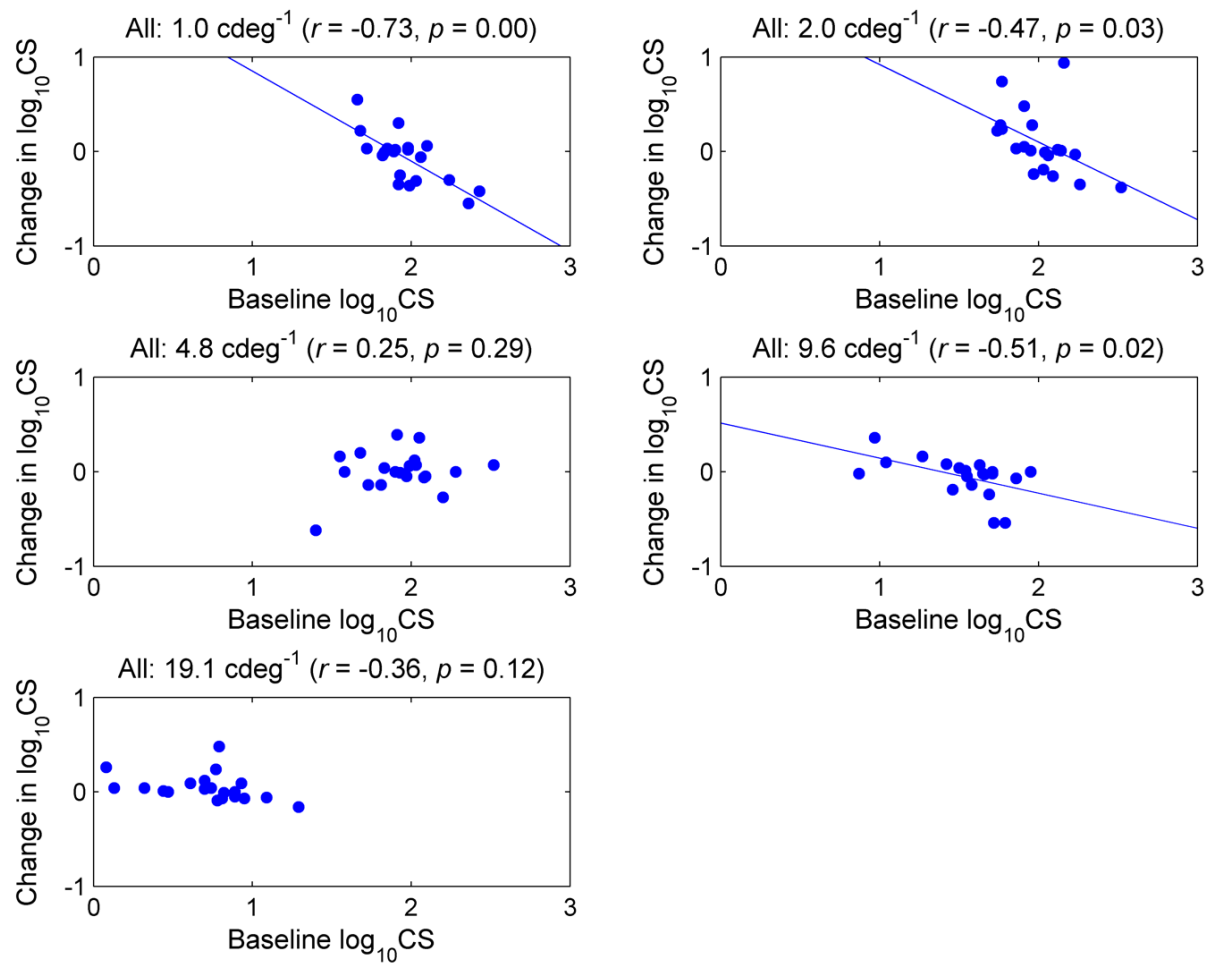 All: 1.0 cdeg⁻¹ (r = -0.73, p = 0.00)
Change in log₁₀CS
1
0
-1
0 1 2 3
Baseline log₁₀CS
All: 2.0 cdeg⁻¹ (r = -0.47, p = 0.03)
Change in log₁₀CS
1
0
-1
0 1 2 3
Baseline log₁₀CS
All: 4.8 cdeg⁻¹ (r = 0.25, p = 0.29)
Change in log₁₀CS
1
0
-1
0 1 2 3
Baseline log₁₀CS
All: 9.6 cdeg⁻¹ (r = -0.51, p = 0.02)
Change in log₁₀CS
1
0
-1
0 1 2 3
Baseline log₁₀CS
All: 19.1 cdeg⁻¹ (r = -0.36, p = 0.12)
Change in log₁₀CS
1
0
-1
0 1 2 3
Baseline log₁₀CS